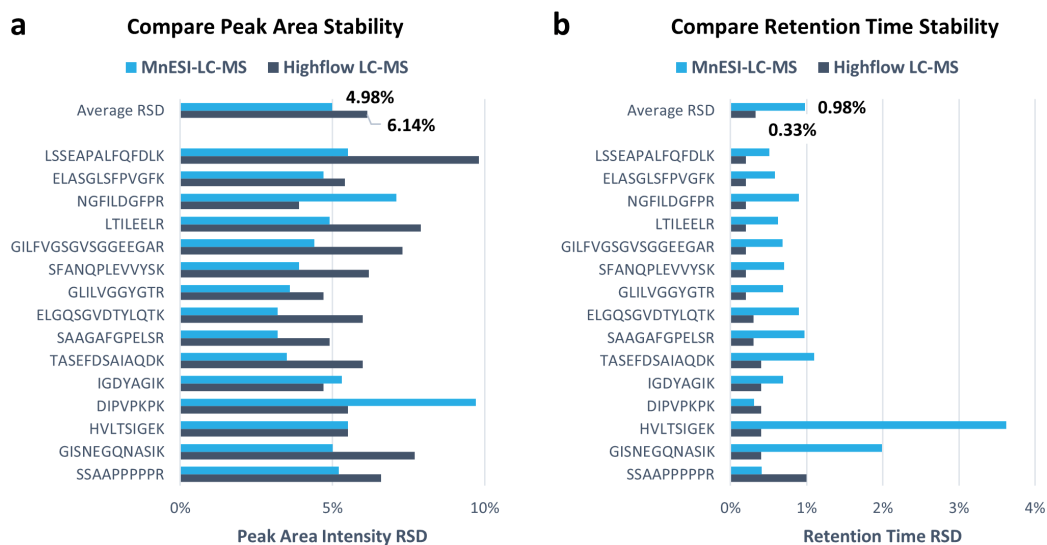 a
Compare Peak Area Stability
MnESI-LC-MS
Highflow LC-MS
Average RSD
4.98%
6.14%
LSSEAPALFQFDLK
ELASGLSFPVGFK
NGFILDGFPR
LTILEELR
GILFVGSGVSGGEEGAR
SFANQPLEVVYSK
GLILVGGYGTR
ELGQSGVDTYLQTK
SAAGAFGPELSR
TASEFDSAIAQDK
IGDYAGIK
DIPVPKPK
HVLTSIGEK
GISNEGQNASIK
SSAAPPPPPR
0%
5%
10%
Peak Area Intensity RSD
b
Compare Retention Time Stability
MnESI-LC-MS
Highflow LC-MS
Average RSD
0.98%
0.33%
LSSEAPALFQFDLK
ELASGLSFPVGFK
NGFILDGFPR
LTILEELR
GILFVGSGVSGGEEGAR
SFANQPLEVVYSK
GLILVGGYGTR
ELGQSGVDTYLQTK
SAAGAFGPELSR
TASEFDSAIAQDK
IGDYAGIK
DIPVPKPK
HVLTSIGEK
GISNEGQNASIK
SSAAPPPPPR
0%
1%
2%
3%
4%
Retention Time RSD